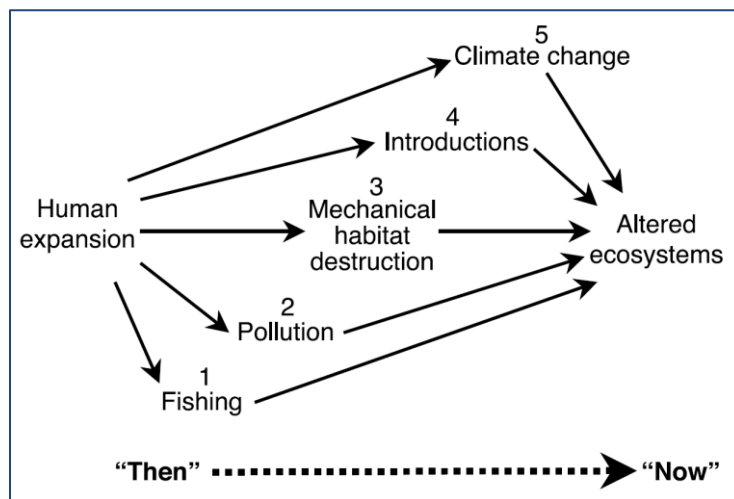 5
Climate change
4
Introductions
3
Mechanical
habitat
destruction
Human
expansion
Altered
ecosystems
2
Pollution
1
Fishing
“Then”
“Now”